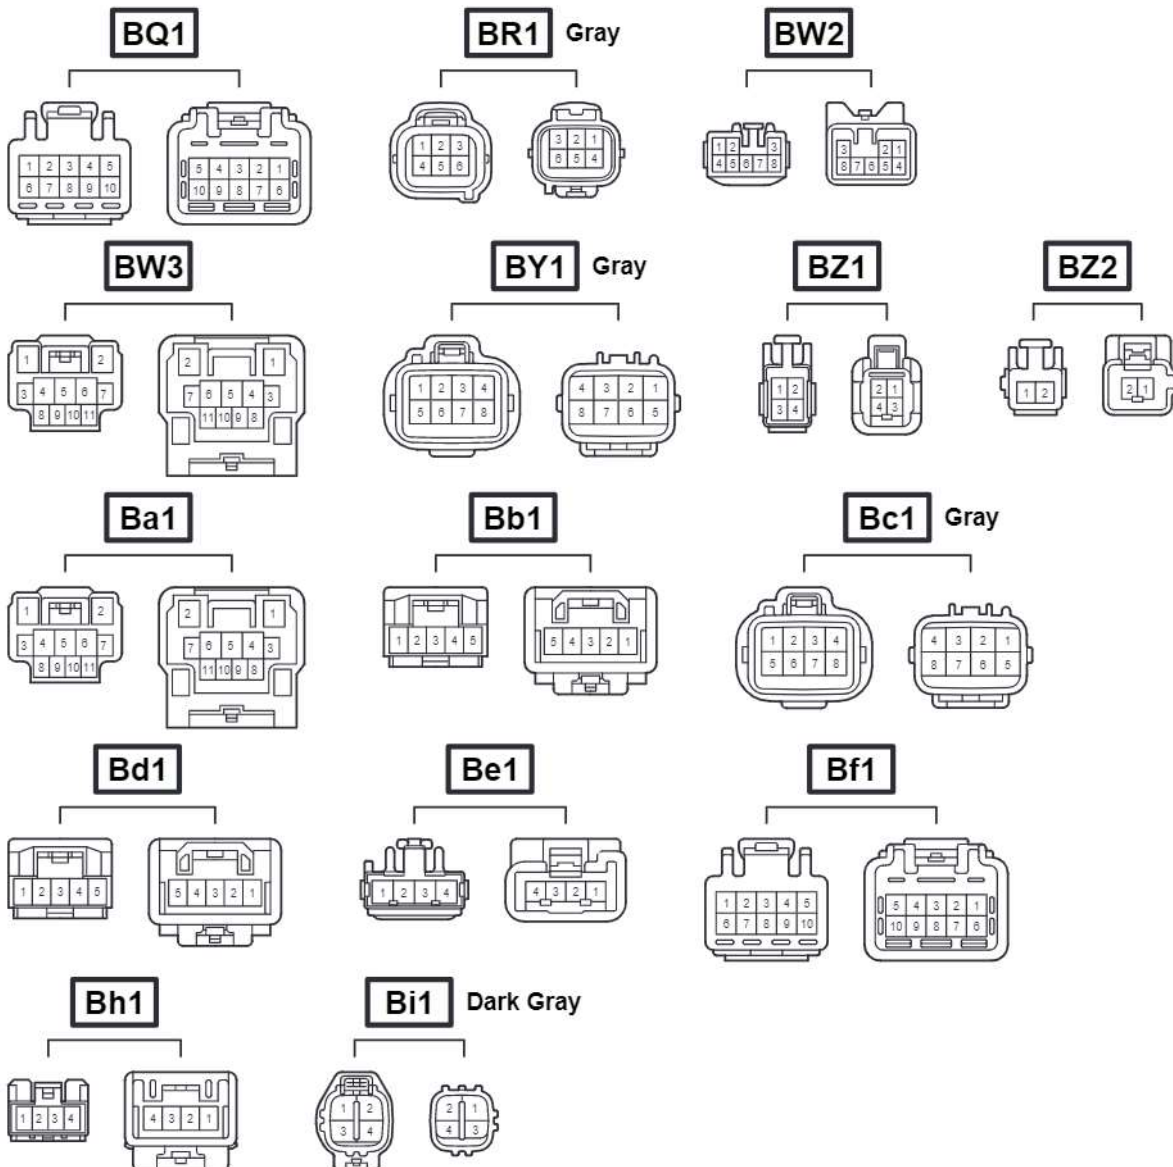 BQ1
BR1 Gray
BW2
1 2 3 4 5
6 7 8 9 10
5 4 3 2 1
10 9 8 7 6
1 2 3
4 5 6
3 2 1
6 5 4
1 2 3
4 5 6 7 8
3 2 1
8 7 6 5 4
BW3
BY1 Gray
BZ1
BZ2
1 2
3 4 5 6 7
8 9 10 11
2 1
7 6 5 4 3
11 10 9 8
1 2 3 4
5 6 7 8
4 3 2 1
8 7 6 5
1 2
3 4
2 1
4 3
1 2
2 1
Ba1
Bb1
Bc1 Gray
1 2
3 4 5 6 7
8 9 10 11
2 1
7 6 5 4 3
11 10 9 8
1 2 3 4 5
5 4 3 2 1
1 2 3 4
5 6 7 8
4 3 2 1
8 7 6 5
Bd1
Be1
Bf1
1 2 3 4 5
5 4 3 2 1
1 2 3 4
4 3 2 1
1 2 3 4 5
6 7 8 9 10
5 4 3 2 1
10 9 8 7 6
Bh1
Bi1 Dark Gray
1 2 3 4
4 3 2 1
1 2
3 4
2 1
4 3